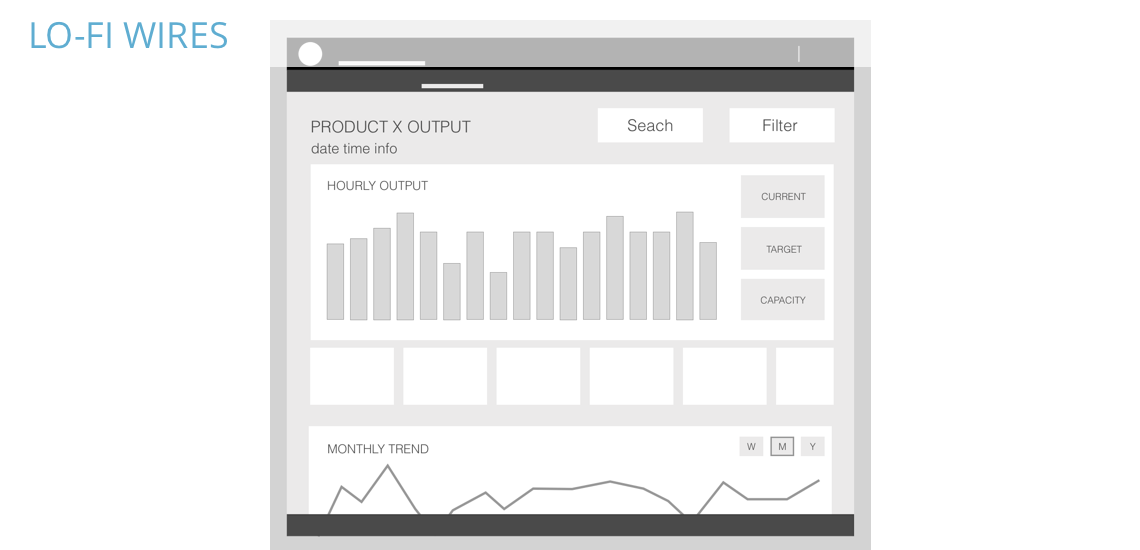 LO-FI WIRES
PRODUCT X OUTPUT
date time info
Seach
Filter
HOURLY OUTPUT
CURRENT
TARGET
CAPACITY
MONTHLY TREND
W M Y